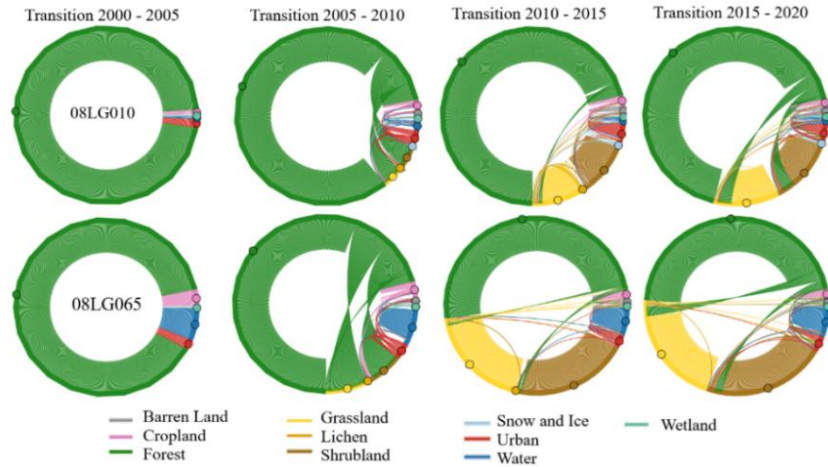 Transition 2000 - 2005
Transition 2005 - 2010
Transition 2010 - 2015
Transition 2015 - 2020
08LG010
08LG065
Barren Land
Cropland
Forest
Grassland
Lichen
Shrubland
Snow and Ice
Urban
Water
Wetland